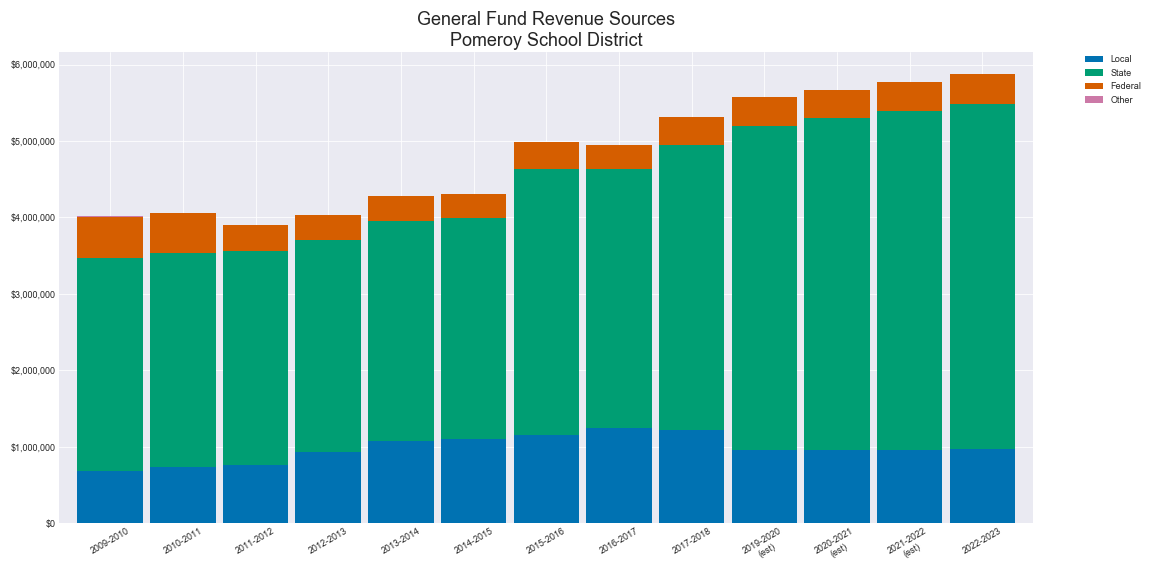 General Fund Revenue Sources
Pomeroy School District
Local
State
Federal
Other
$6,000,000
$5,000,000
$4,000,000
$3,000,000
$2,000,000
$1,000,000
$0
2009-2010
2010-2011
2011-2012
2012-2013
2013-2014
2014-2015
2015-2016
2016-2017
2017-2018
2019-2020
(est)
2020-2021
(est)
2021-2022
(est)
2022-2023